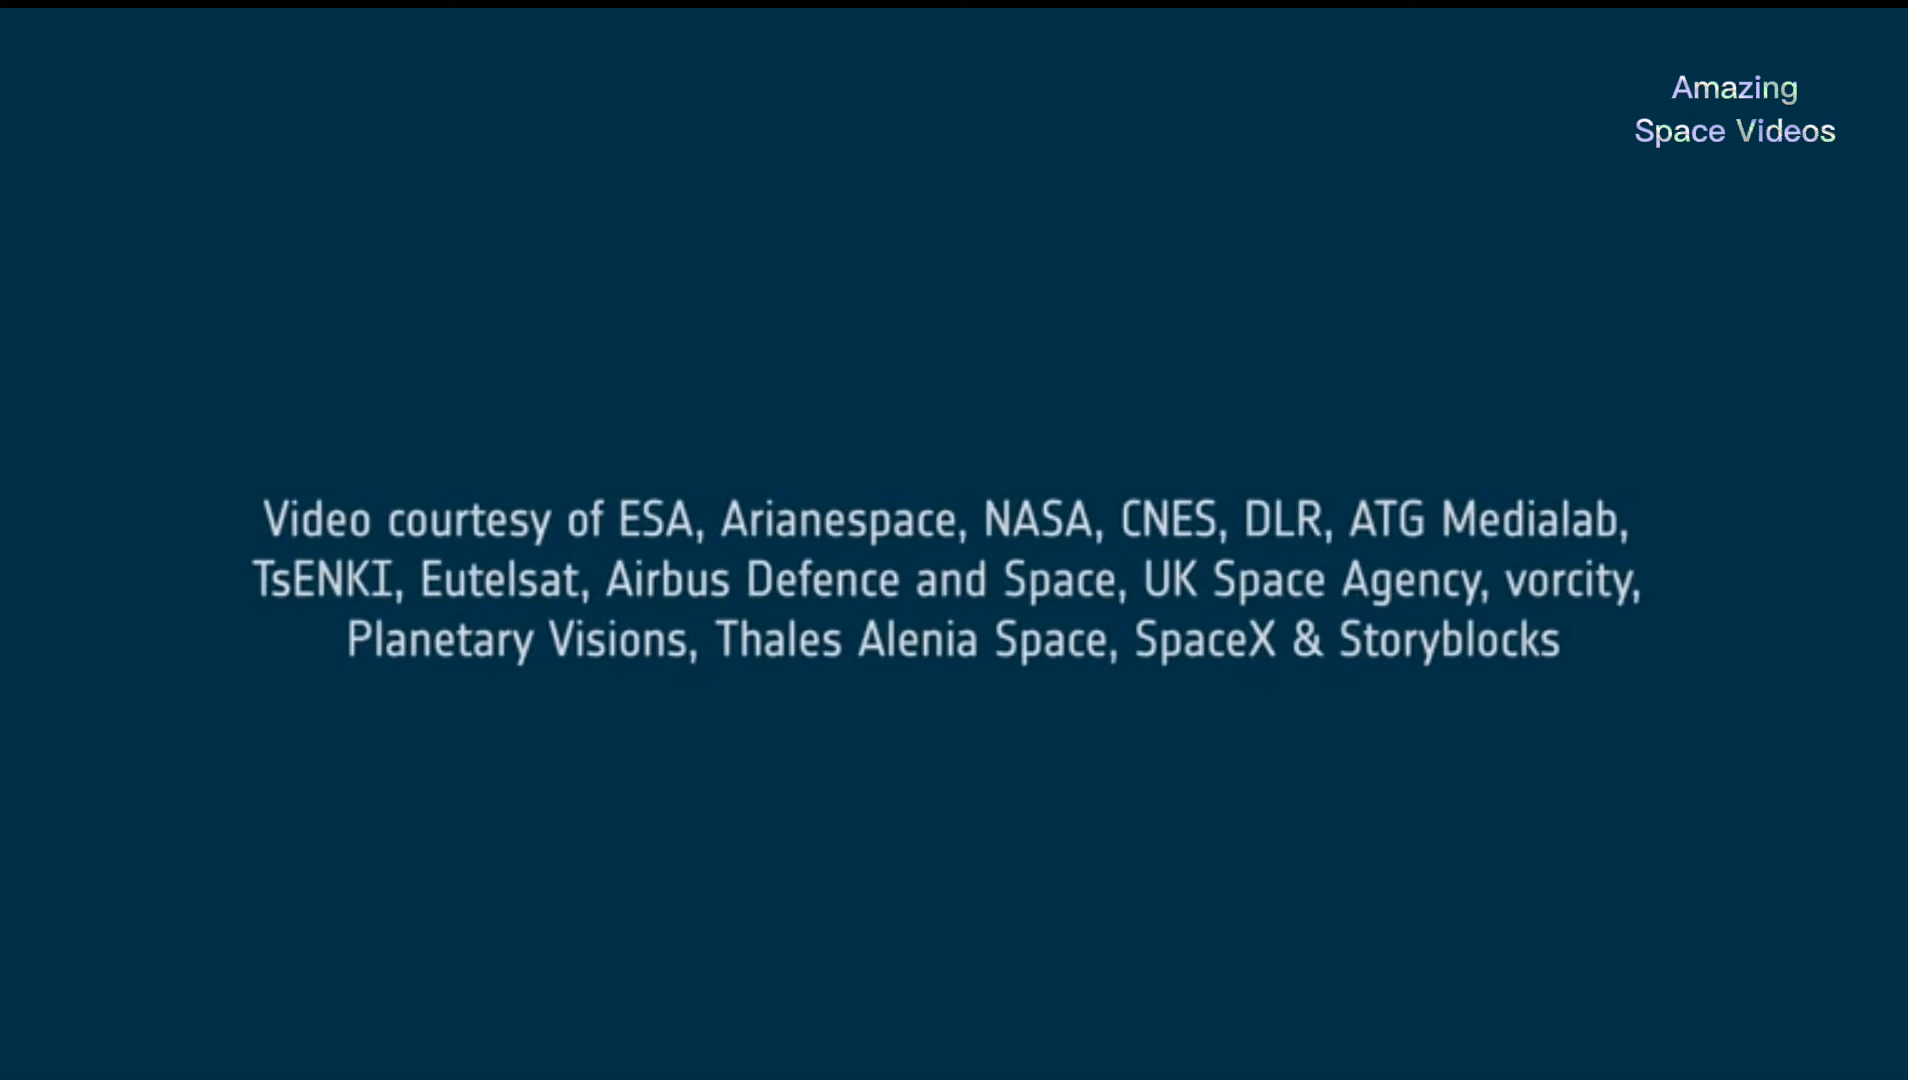 Amazing
Space Videos
Video courtesy of ESA, Arianespace, NASA, CNES, DLR, ATG Medialab,
TsENKI, Eutelsat, Airbus Defence and Space, UK Space Agency, vorcity,
Planetary Visions, Thales Alenia Space, SpaceX & Storyblocks